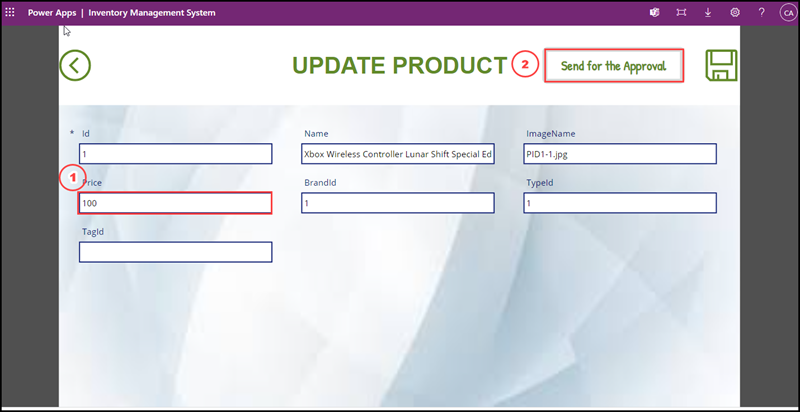 Power Apps | Inventory Management System
? CA
UPDATE PRODUCT
2
Send for the Approval
* Id
Name
ImageName
1
Xbox Wireless Controller Lunar Shift Special Ed
PID1-1.jpg
1
Price
BrandId
TypeId
100
1
1
TagId